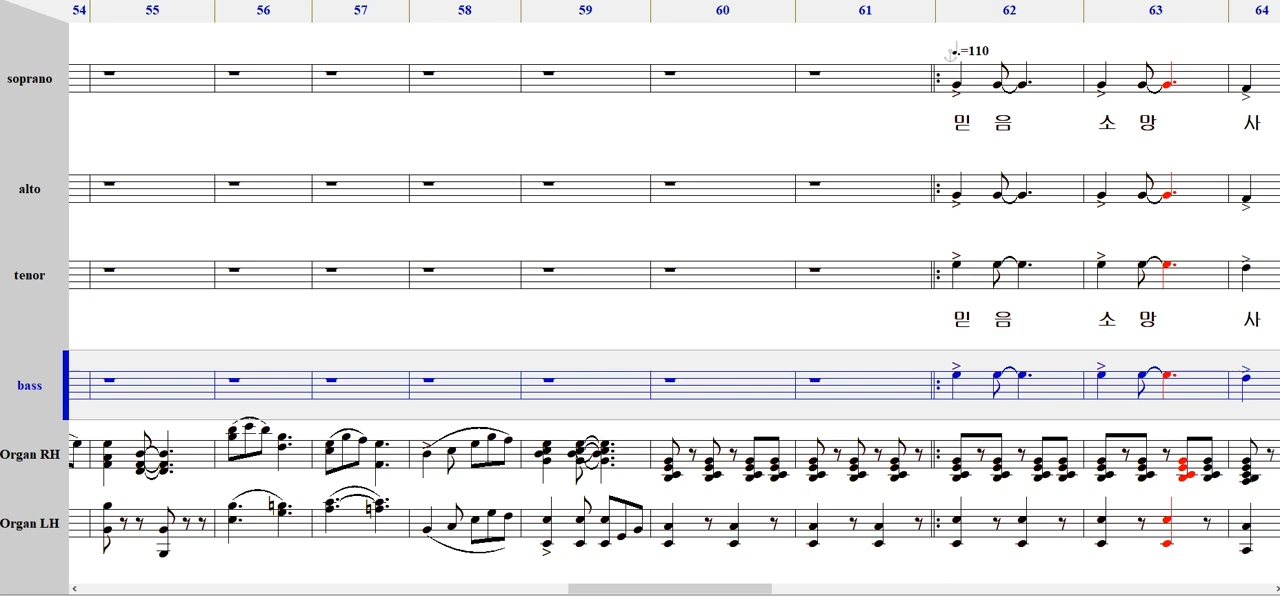 54 55 56 57 58 59 60 61 62 63 64
.=110
soprano
믿 음 소 망 사
alto
tenor
믿 음 소 망 사
bass
Organ RH
Organ LH